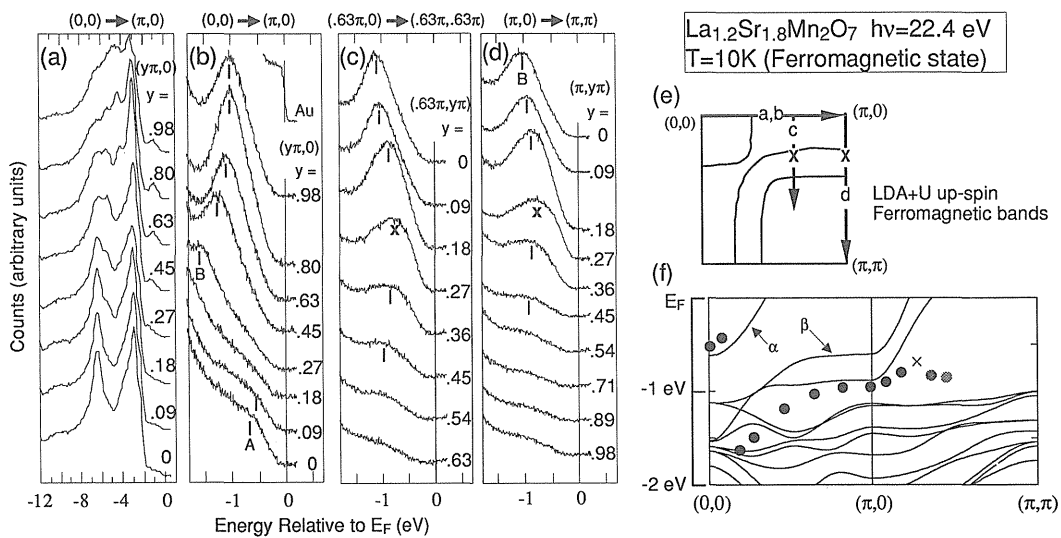 (0,0) → (π,0)
(0,0) → (π,0)
(.63π,0) → (.63π,.63π)
(π,0) → (π,π)
La1.2Sr1.8Mn2O7 hν=22.4 eV
T=10K (Ferromagnetic state)
(a)
(yπ,0)
y =
.98
.80
.63
.45
.27
.18
.09
0
Counts (arbitrary units)
-12
-8
-4
0
(b)
Au
(yπ,0)
y =
.98
.80
.63
.45
.27
.18
.09
0
B
A
-1
0
(c)
(.63π,yπ)
y =
0
.09
.18
.27
.36
.45
.54
.63
x
-1
0
(d)
B
(π,yπ)
y =
0
.09
.18
.27
.36
.45
.54
.71
.89
.98
x
-1
0
Energy Relative to EF (eV)
(e)
(0,0)
a,b
(π,0)
c
x
x
d
(π,π)
LDA+U up-spin
Ferromagnetic bands
(f)
EF
β
α
×
-1 eV
-2 eV
(0,0)
(π,0)
(π,π)